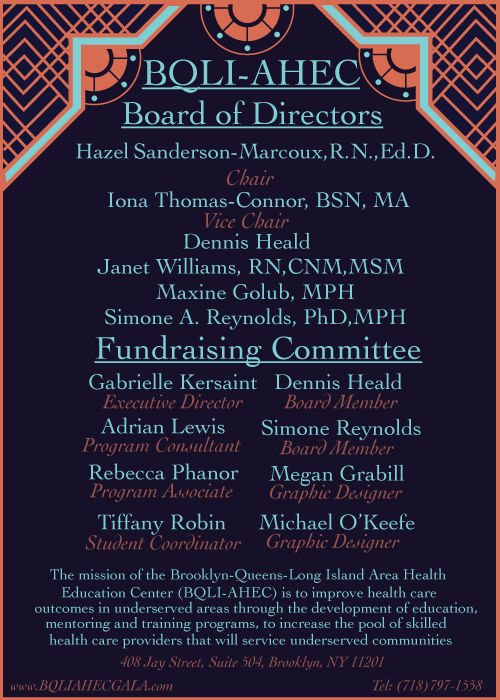 BQLI-AHEC
Board of Directors
Hazel Sanderson-Marcoux,R.N.,Ed.D.
Chair
Iona Thomas-Connor, BSN, MA
Vice Chair
Dennis Heald
Janet Williams, RN,CNM,MSM
Maxine Golub, MPH
Simone A. Reynolds, PhD,MPH
Fundraising Committee
Gabrielle Kersaint Dennis Heald
Executive Director Board Member
Adrian Lewis Simone Reynolds
Program Consultant Board Member
Rebecca Phanor Megan Grabill
Program Associate Graphic Designer
Tiffany Robin Michael O'Keefe
Student Coordinator Graphic Designer
The mission of the Brooklyn-Queens-Long Island Area Health
Education Center (BQLI-AHEC) is to improve health care
outcomes in underserved areas through the development of education,
mentoring and training programs, to increase the pool of skilled
health care providers that will service underserved communities
408 Jay Street, Suite 504, Brooklyn, NY 11201
www.BQLIAHECGALA.com Tel: (718)797-1558